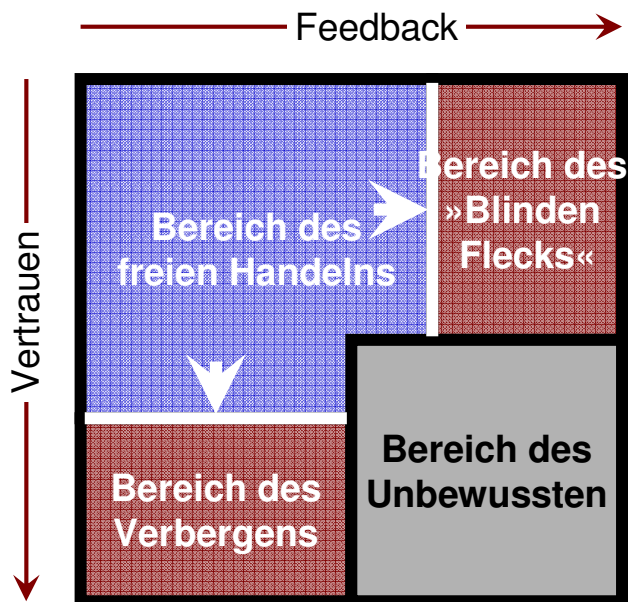 Feedback
Vertrauen
Bereich des
freien Handelns
Bereich des
»Blinden
Flecks«
Bereich des
Verbergens
Bereich des
Unbewussten